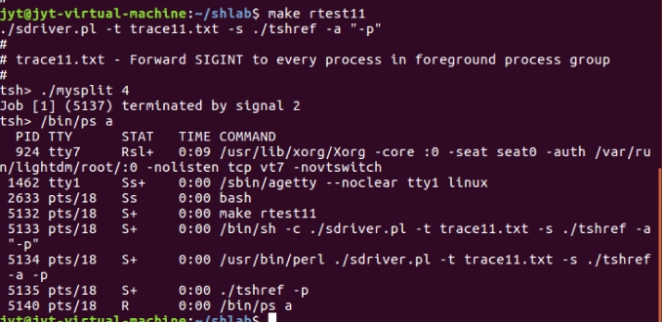 jyt@jyt-virtual-machine:~/shlab$ make rtest11
./sdriver.pl -t trace11.txt -s ./tshref -a "-p"
#
# trace11.txt - Forward SIGINT to every process in foreground process group
#
tsh> ./mysplit 4
Job [1] (5137) terminated by signal 2
tsh> /bin/ps a
  PID TTY      STAT   TIME COMMAND
  924 tty7     Rsl+   0:09 /usr/lib/xorg/Xorg -core :0 -seat seat0 -auth /var/ru
n/lightdm/root/:0 -nolisten tcp vt7 -novtswitch
 1462 tty1     Ss+    0:00 /sbin/agetty --noclear tty1 linux
 2633 pts/18   Ss     0:00 bash
 5132 pts/18   S+     0:00 make rtest11
 5133 pts/18   S+     0:00 /bin/sh -c ./sdriver.pl -t trace11.txt -s ./tshref -a
"-p"
 5134 pts/18   S+     0:00 /usr/bin/perl ./sdriver.pl -t trace11.txt -s ./tshref
-a -p
 5135 pts/18   S+     0:00 ./tshref -p
 5140 pts/18   R      0:00 /bin/ps a
jyt@jyt-virtual-machine:~/shlab$